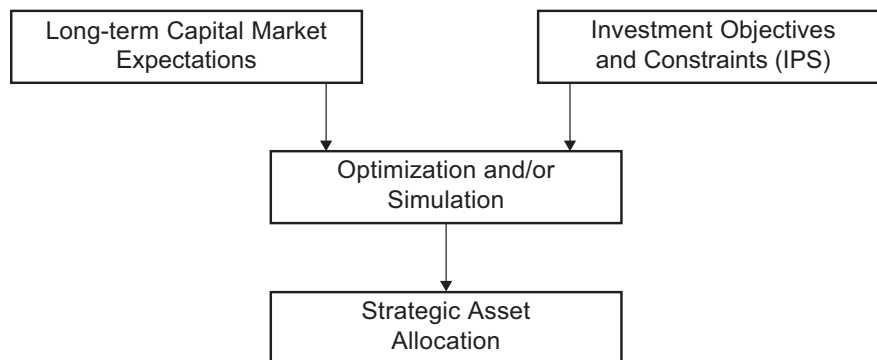 Long-term Capital Market
Expectations
Investment Objectives
and Constraints (IPS)
Optimization and/or
Simulation
Strategic Asset
Allocation